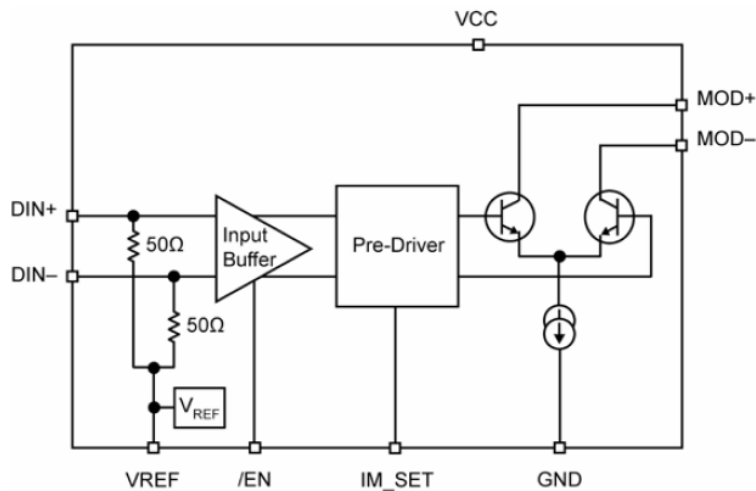 VCC
MOD+
MOD–
DIN+
50Ω
Input
Buffer
Pre-Driver
DIN–
50Ω
VREF
VREF
/EN
IM_SET
GND